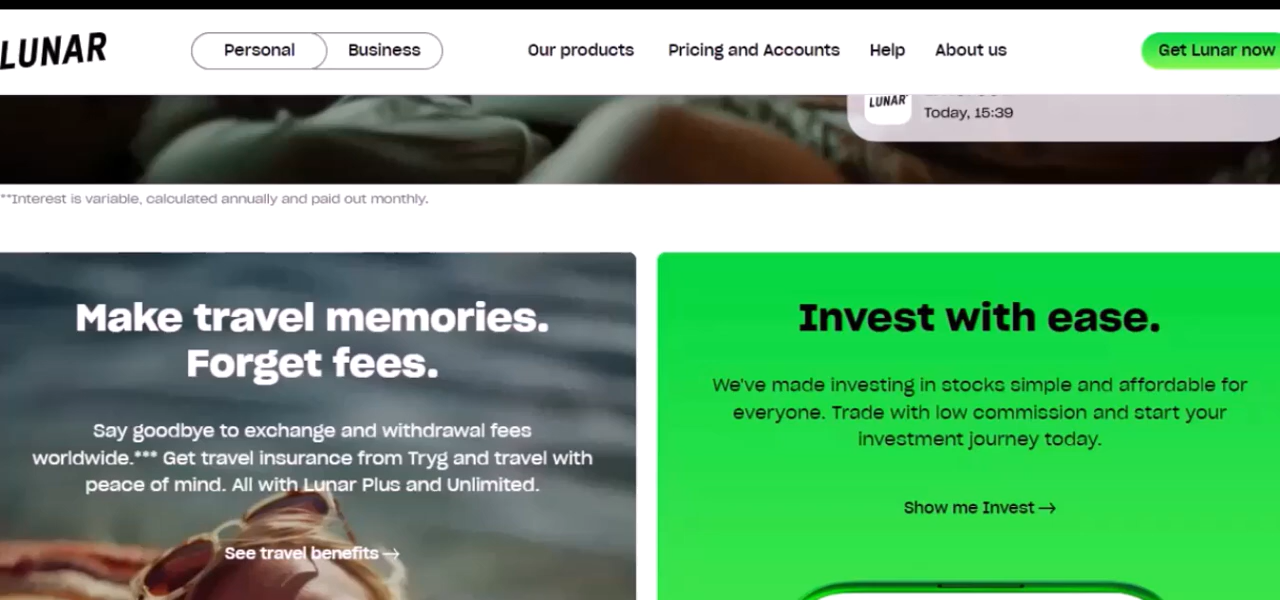 LUNAR
Personal
Business
Our products
Pricing and Accounts
Help
About us
Get Lunar now
LUNAR
Today, 15:39
**Interest is variable, calculated annually and paid out monthly.
Make travel memories.
Forget fees.
Say goodbye to exchange and withdrawal fees
worldwide.*** Get travel insurance from Tryg and travel with
peace of mind. All with Lunar Plus and Unlimited.
See travel benefits →
Invest with ease.
We've made investing in stocks simple and affordable for
everyone. Trade with low commission and start your
investment journey today.
Show me Invest →